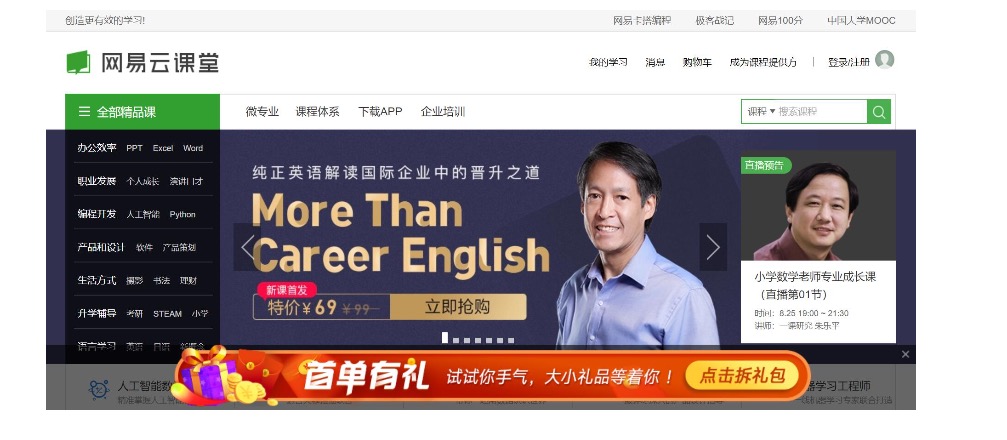 创造更有效的学习!
网易卡搭编程 极客战记 网易100分 中国大学MOOC
网易云课堂
我的学习 消息 购物车 成为课程提供方 | 登录/注册
全部精品课
微专业 课程体系 下载APP 企业培训
课程 搜索课程
办公效率 PPT Excel Word
职业发展 个人成长 演讲口才
编程开发 人工智能 Python
产品和设计 软件 产品策划
生活方式 摄影 书法 理财
升学辅导 考研 STEAM 小学
语言学习 英语 日语
纯正英语解读国际企业中的晋升之道
More Than
Career English
新课首发
特价¥69 ¥99 立即抢购
直播预告
小学数学老师专业成长课
(直播第01节)
时间: 8.25 19:00 ~ 21:30
讲师: 一课研究 朱乐平
首单有礼 试试你手气,大小礼品等着你! 点击拆礼包
人工智能数
器学习工程师